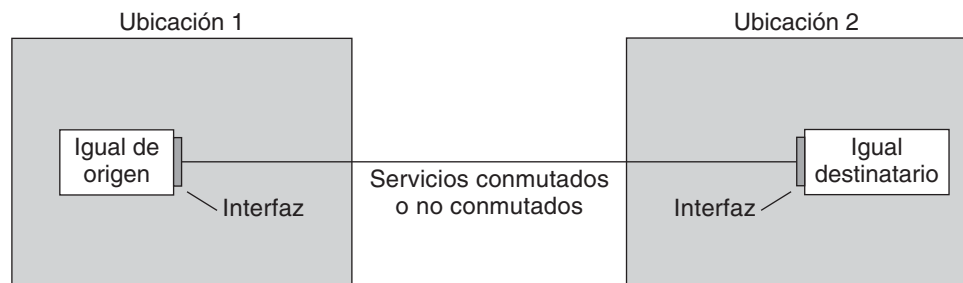 Ubicación 1
Ubicación 2
Igual de
origen
Interfaz
Servicios conmutados
o no conmutados
Igual
destinatario
Interfaz